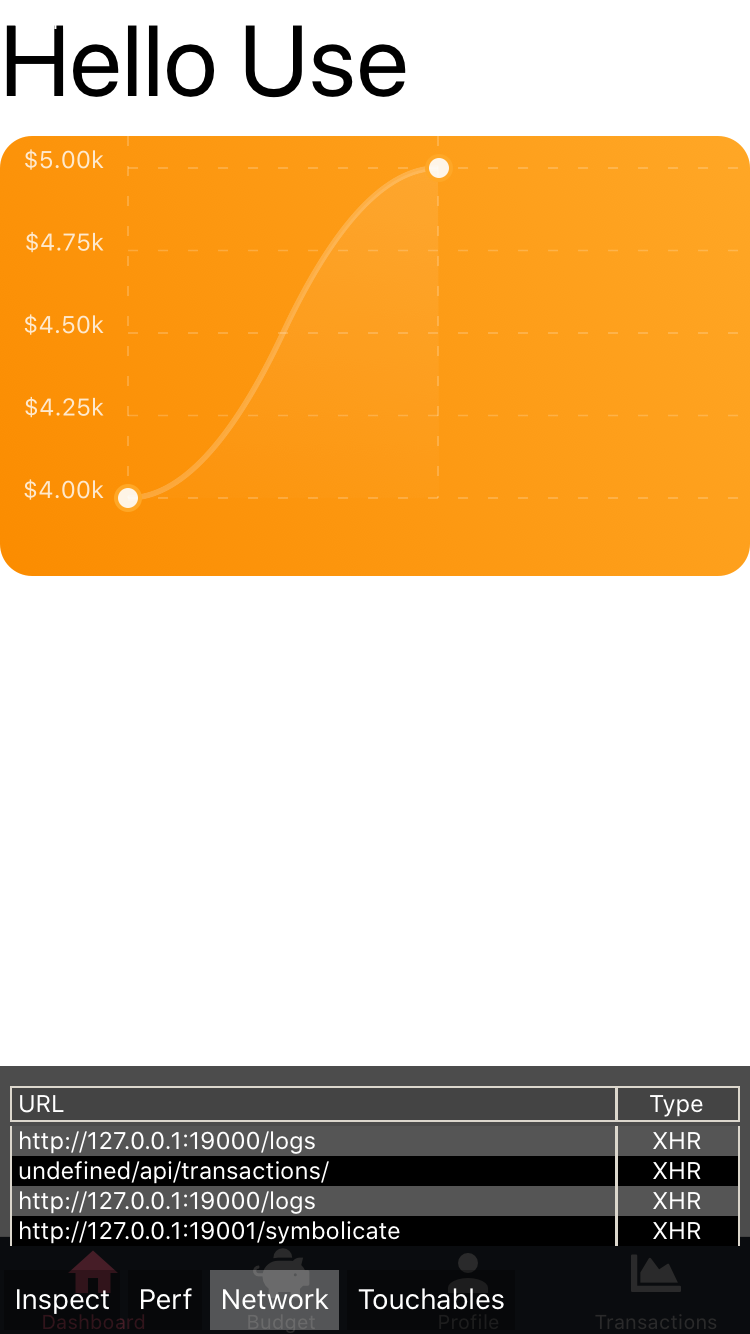 Hello Use
$5.00k
$4.75k
$4.50k
$4.25k
$4.00k
URL Type
http://127.0.0.1:19000/logs XHR
undefined/api/transactions/ XHR
http://127.0.0.1:19000/logs XHR
http://127.0.0.1:19001/symbolicate XHR
Inspect Perf Network Touchables
Dashboard Budget Profile Transactions